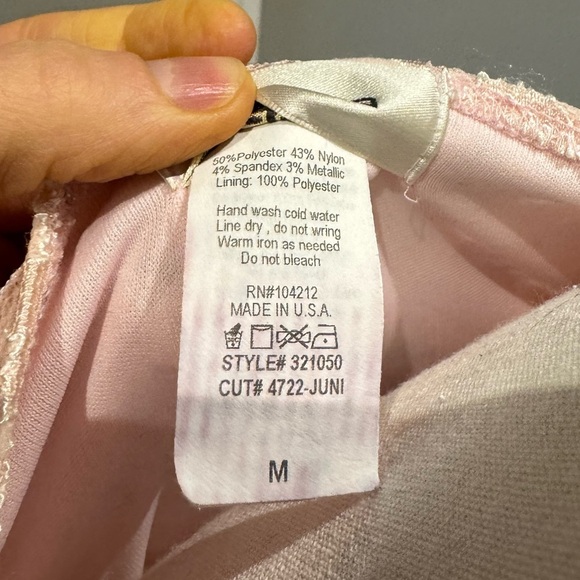 50%Polyester 43% Nylon
4% Spandex 3% Metallic
Lining: 100% Polyester
Hand wash cold water
Line dry , do not wring
Warm iron as needed
Do not bleach
RN#104212
MADE IN U.S.A.
STYLE# 321050
CUT# 4722-JUNI
M